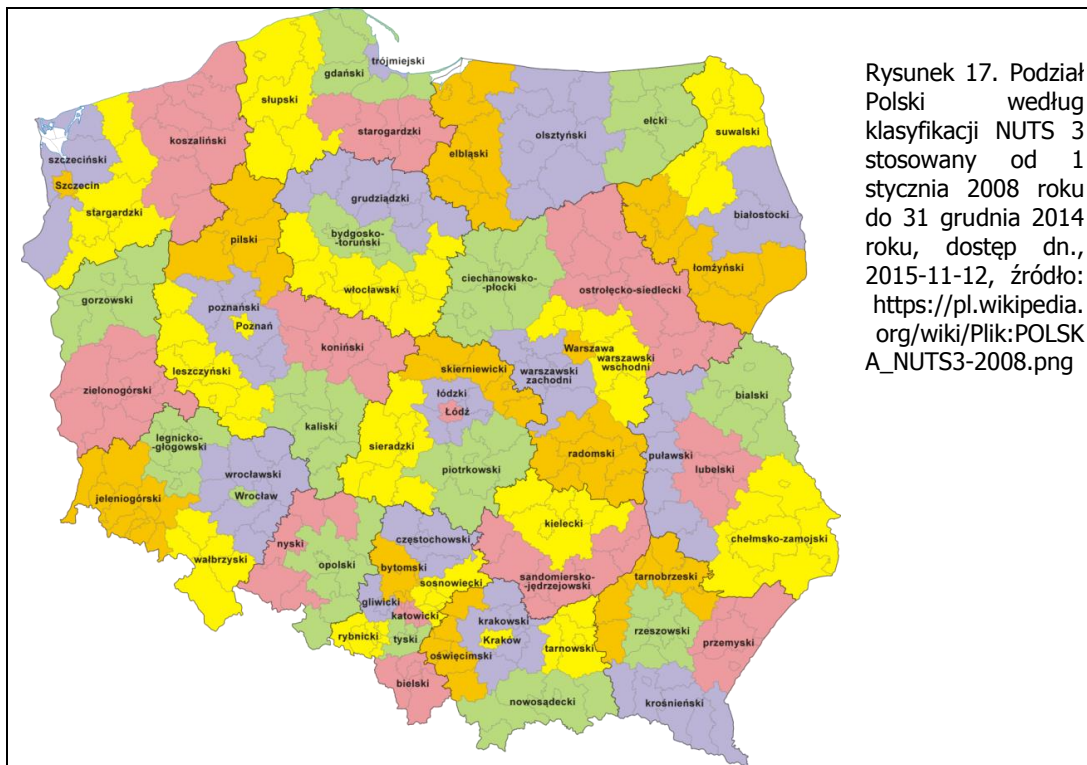 trójmiejski
gdański
słupski
starogardzki
koszaliński
elbląski
olsztyński
ełcki
suwalski
szczeciński
Szczecin
stargardzki
grudziądzki
białostocki
pilski
bydgosko-
-toruński
łomżyński
ciechanowsko-
-płocki
ostrołęcko-siedlecki
włocławski
gorzowski
poznański
Poznań
koniński
Warszawa
warszawski
wschodni
warszawski
zachodni
skierniewicki
leszczyński
zielonogórski
łódzki
Łódź
bialski
kaliski
sieradzki
legnicko-
-głogowski
piotrkowski
radomski
puławski
lubelski
wrocławski
Wrocław
jeleniogórski
kielecki
częstochowski
chełmsko-zamojski
wałbrzyski
nyski
opolski
bytomski
sosnowiecki
sandomiersko-
-jędrzejowski
tarnobrzeski
gliwicki
katowicki
krakowski
Kraków
rybnicki
tyski
oświęcimski
tarnowski
rzeszowski
przemyski
bielski
nowosądecki
krośnieński
Rysunek 17. Podział
Polski według
klasyfikacji NUTS 3
stosowany od 1
stycznia 2008 roku
do 31 grudnia 2014
roku, dostęp dn.,
2015-11-12, źródło:
https://pl.wikipedia.
org/wiki/Plik:POLSK
A_NUTS3-2008.png